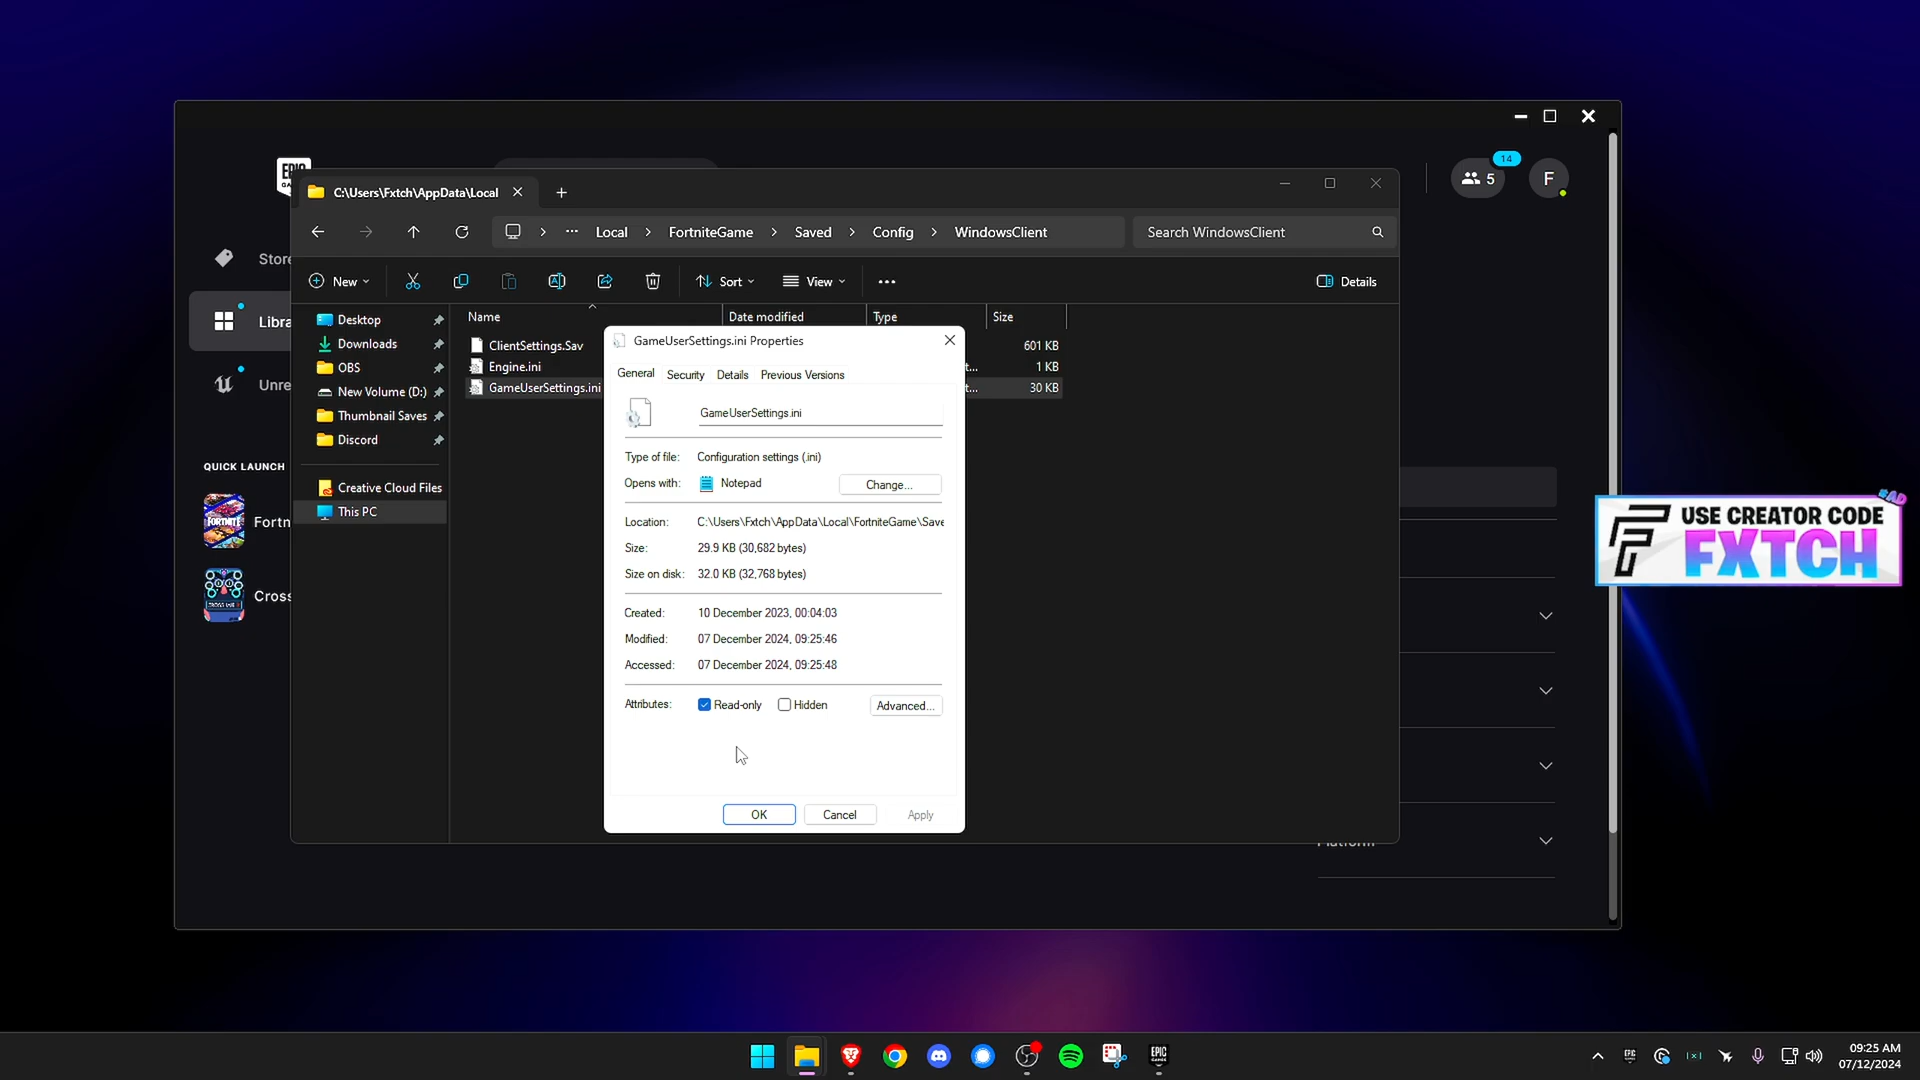 EPIC
GA
14
5
F
Store
Libra
Unre
QUICK LAUNCH
FORTNITE
Fortn
Cross
C:\Users\Fxtch\AppData\Local
Local
FortniteGame
Saved
Config
WindowsClient
Search WindowsClient
New
Sort
View
Details
Desktop
Downloads
OBS
New Volume (D:)
Thumbnail Saves
Discord
Creative Cloud Files
This PC
Name
Date modified
Type
Size
ClientSettings.Sav
601 KB
Engine.ini
t...
1 KB
GameUserSettings.ini
t...
30 KB
GameUserSettings.ini Properties
General
Security
Details
Previous Versions
GameUserSettings.ini
Type of file:
Configuration settings (.ini)
Opens with:
Notepad
Change...
Location:
C:\Users\Fxtch\AppData\Local\FortniteGame\Save
Size:
29.9 KB (30,682 bytes)
Size on disk:
32.0 KB (32,768 bytes)
Created:
10 December 2023, 00:04:03
Modified:
07 December 2024, 09:25:46
Accessed:
07 December 2024, 09:25:48
Attributes:
Read-only
Hidden
Advanced...
OK
Cancel
Apply
Platform
#AD
USE CREATOR CODE
FXTCH
EPIC
EPIC
09:25 AM
07/12/2024